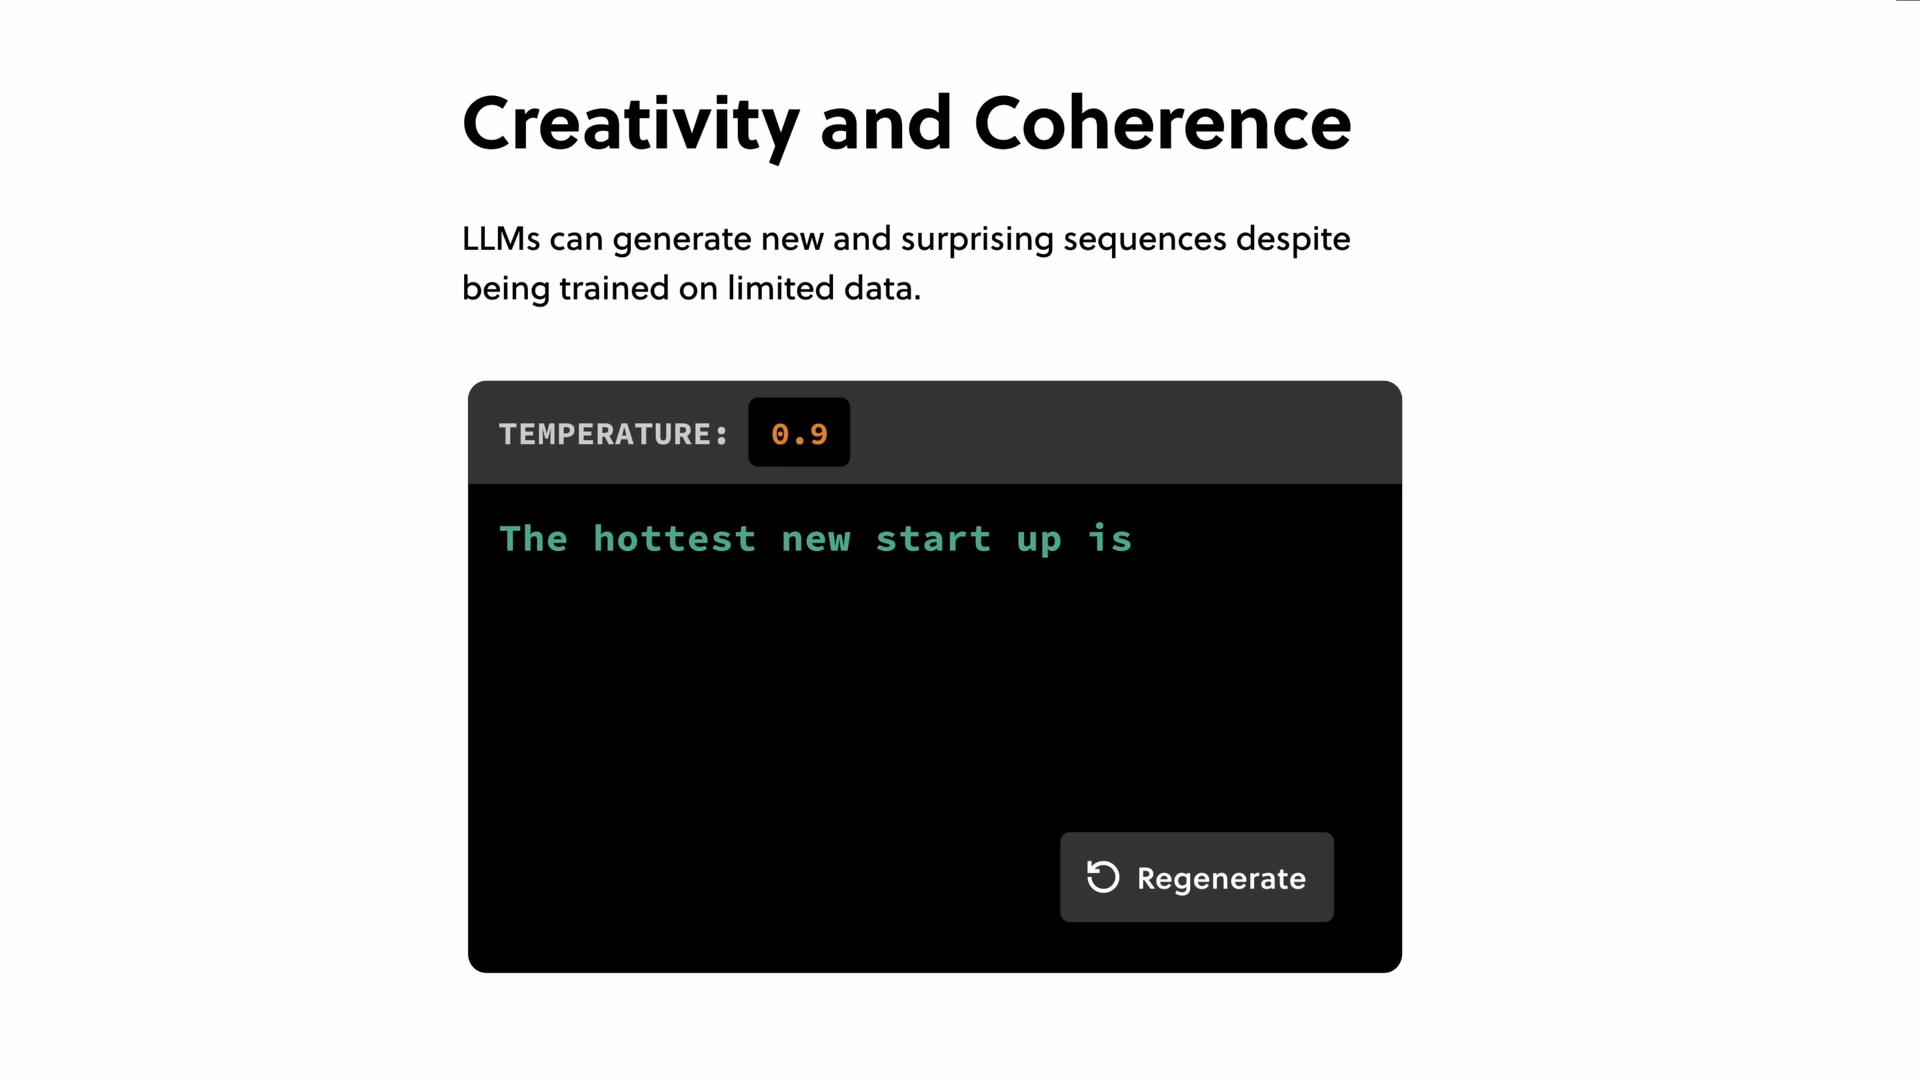 Creativity and Coherence
LLMs can generate new and surprising sequences despite
being trained on limited data.
TEMPERATURE: 0.9
The hottest new start up is
Regenerate